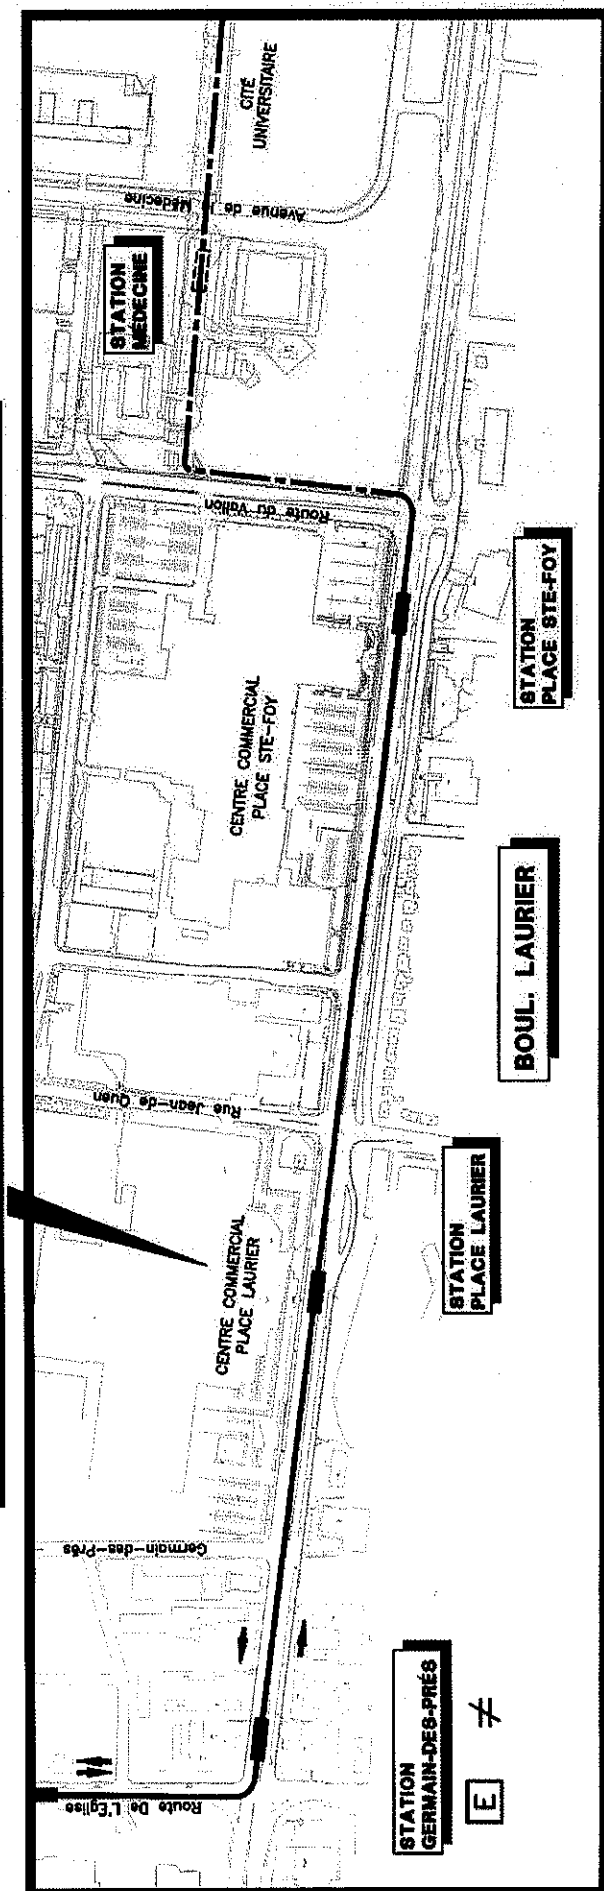 CITÉ
UNIVERSITAIRE
Avenue de l Médecine
STATION
MÉDECINE
Route du Vallon
STATION
PLACE STE-FOY
CENTRE COMMERCIAL
PLACE STE-FOY
BOUL. LAURIER
Rue Jean-de Quen
STATION
PLACE LAURIER
CENTRE COMMERCIAL
PLACE LAURIER
Germain-des-Prés
STATION
GERMAIN-DES-PRÉS
Route De L'Église
E ≠